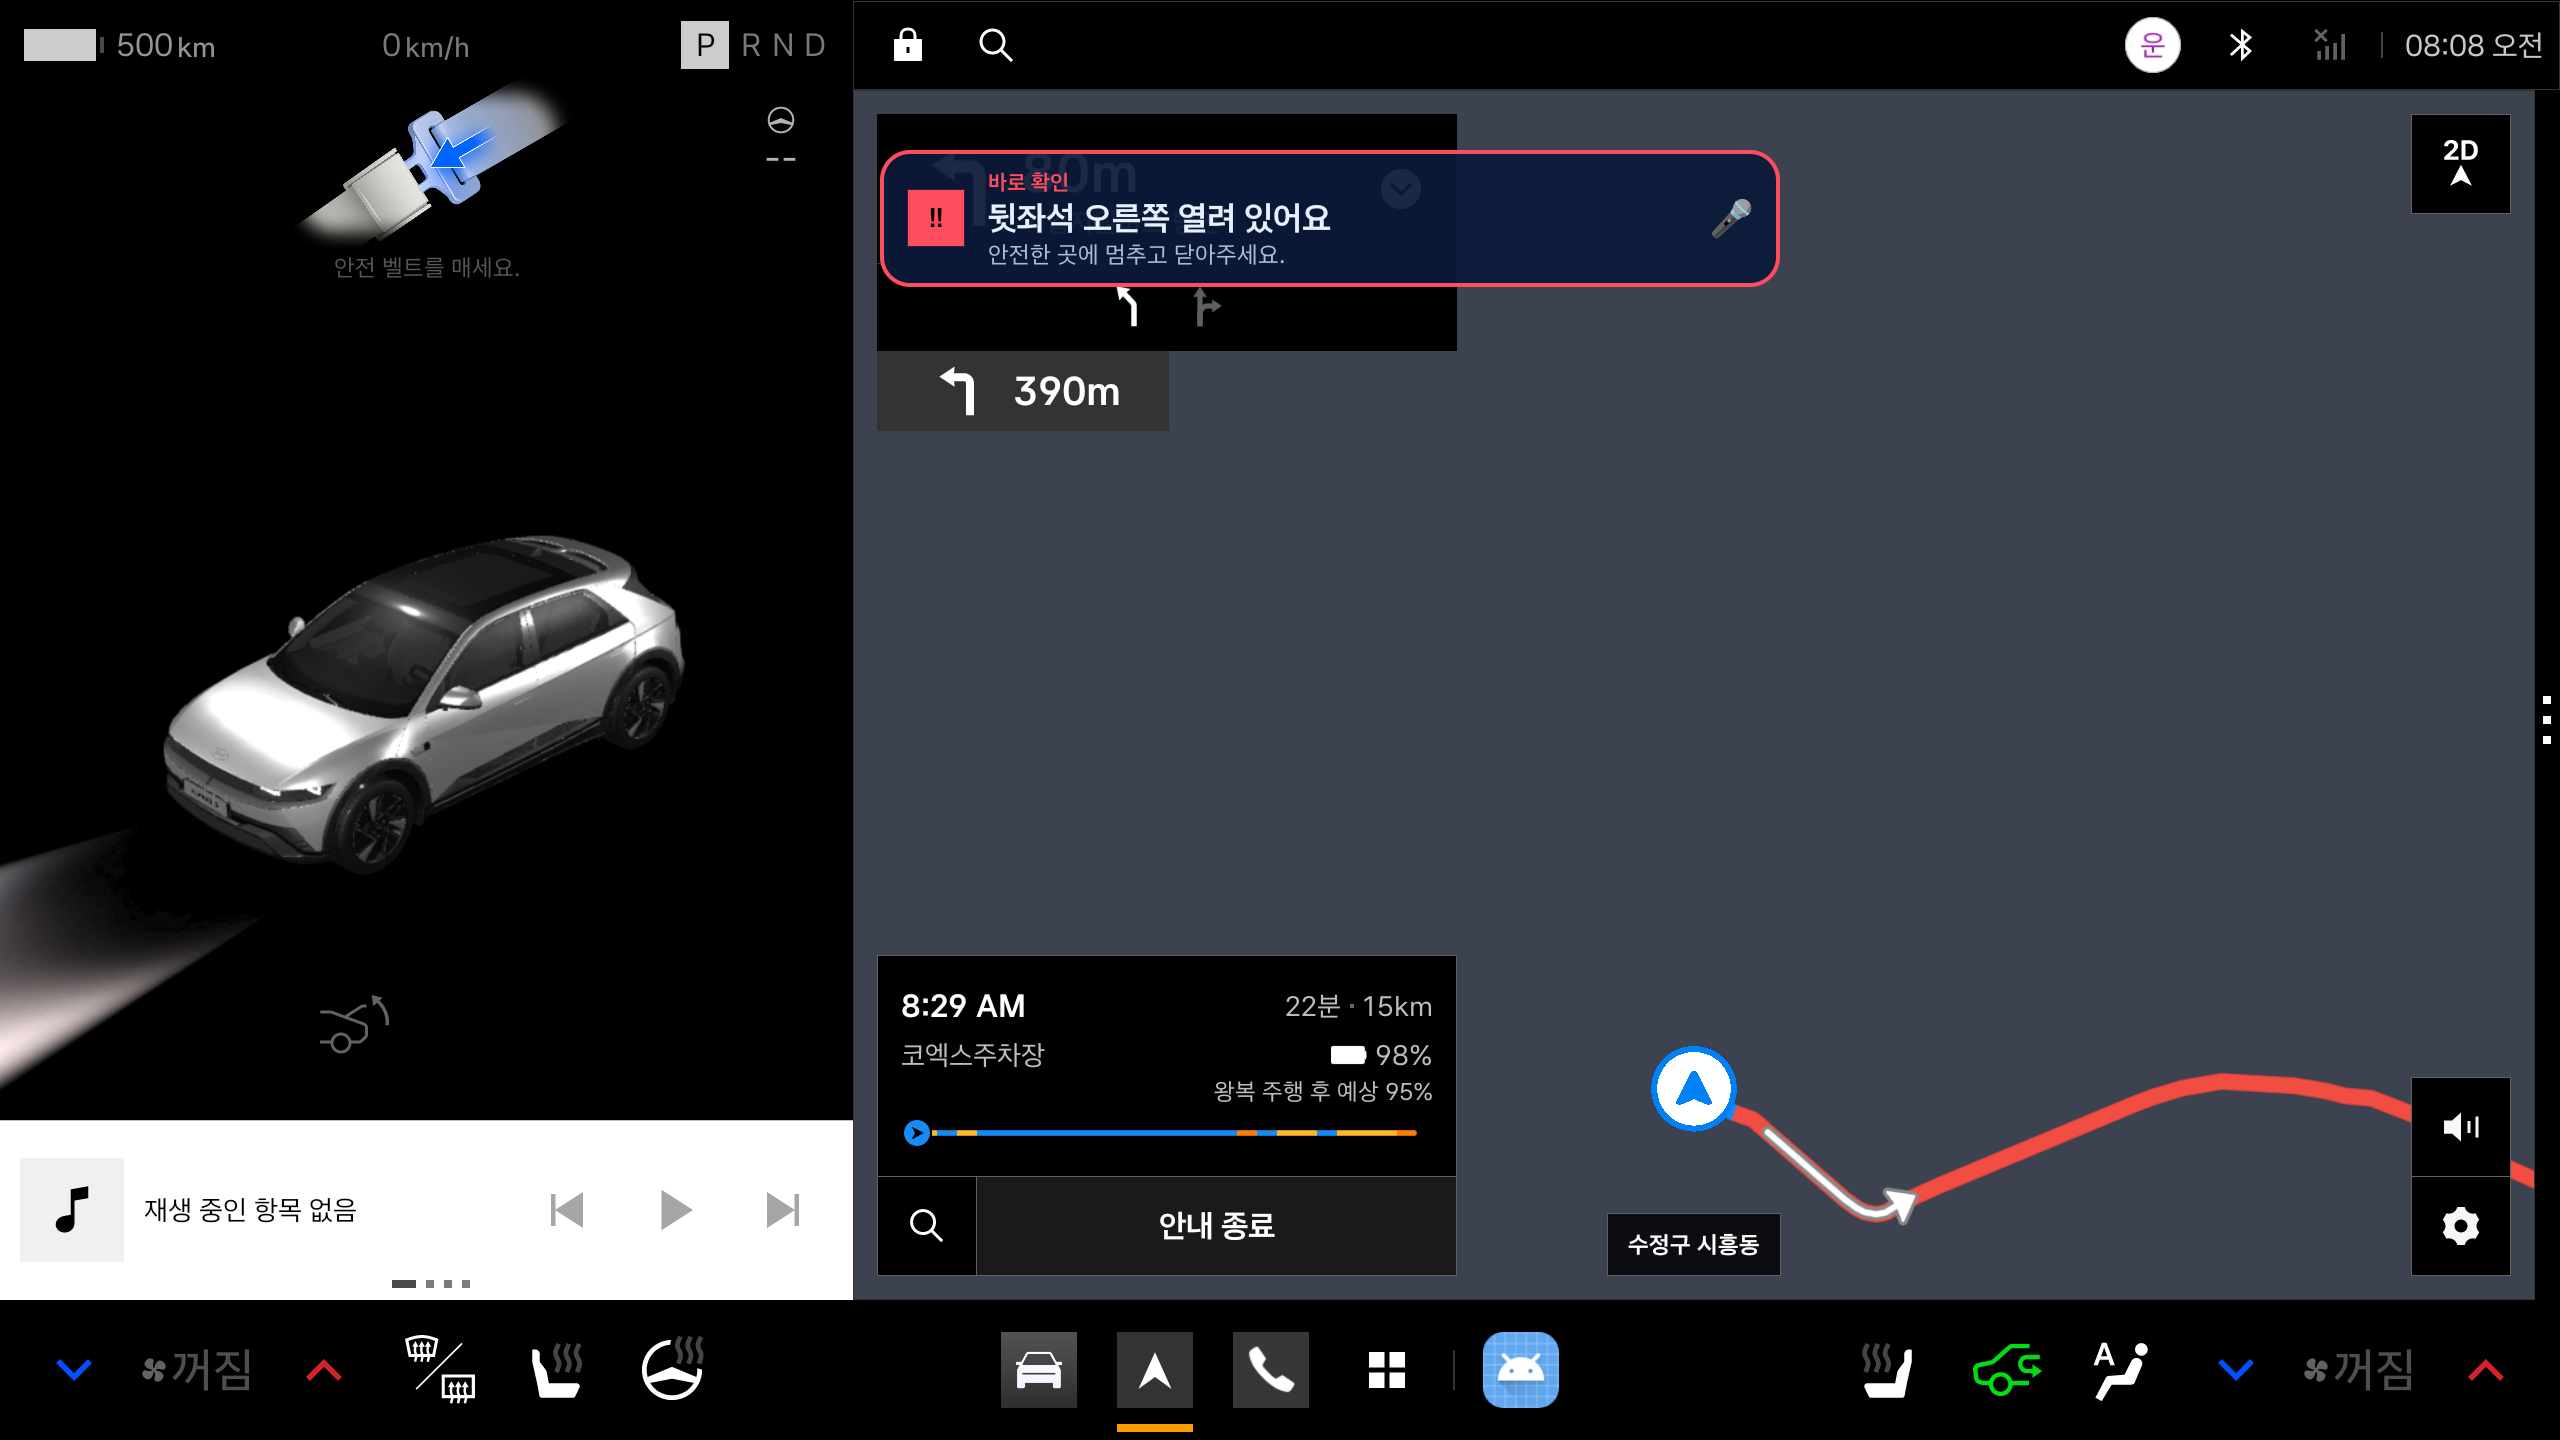 500 km
0 km/h
P R N D
운
08:08 오전
안전 벨트를 매세요.
80m
바로 확인
뒷좌석 오른쪽 열려 있어요
안전한 곳에 멈추고 닫아주세요.
2D
390m
8:29 AM
22분 · 15km
코엑스주차장
98%
왕복 주행 후 예상 95%
안내 종료
수정구 시흥동
재생 중인 항목 없음
꺼짐
A
꺼짐